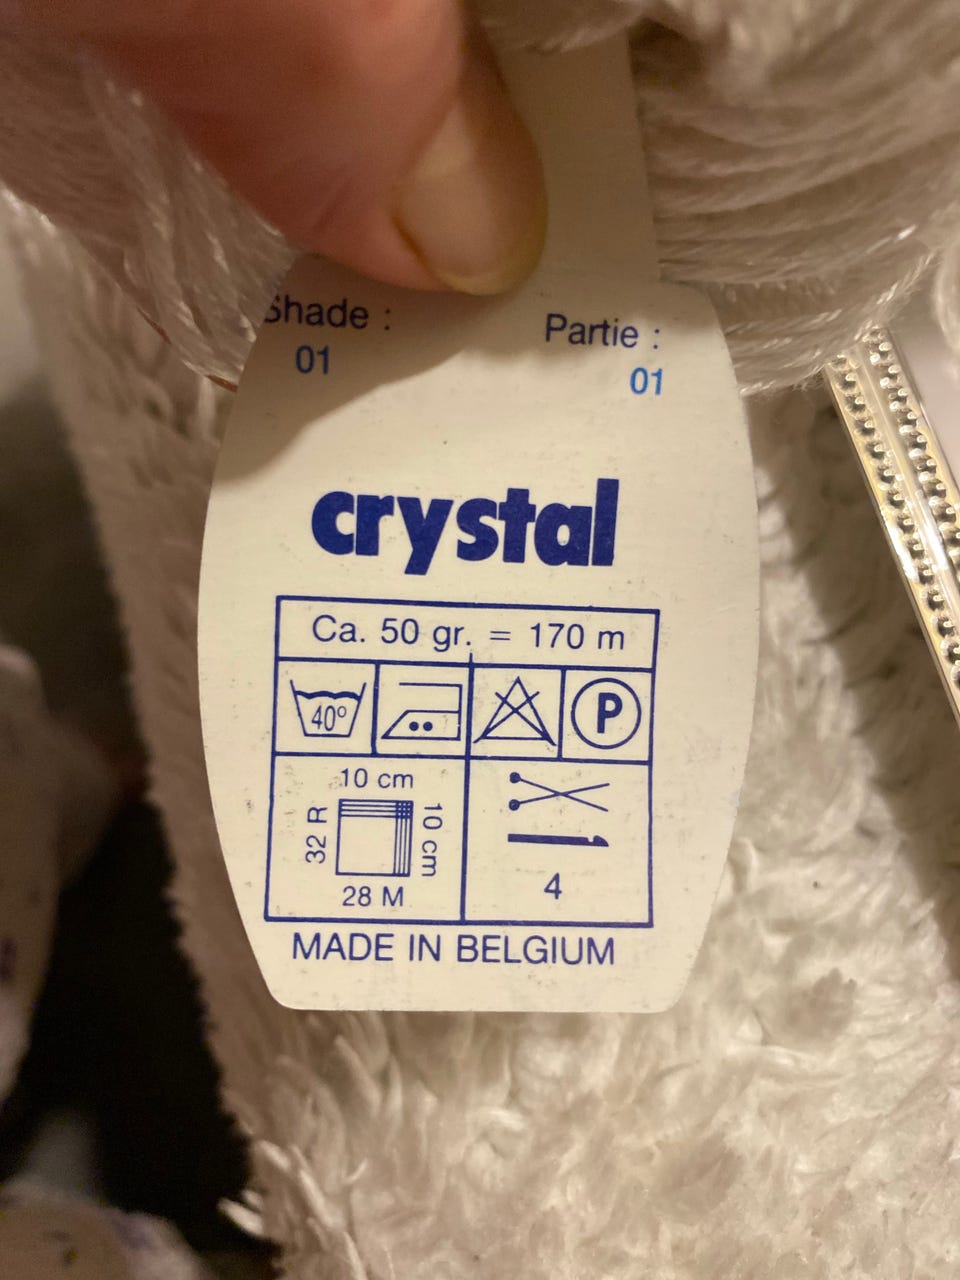 Shade :
01
Partie :
01
crystal
Ca. 50 gr. = 170 m
40°
P
10 cm
32 R
10 cm
28 M
4
MADE IN BELGIUM